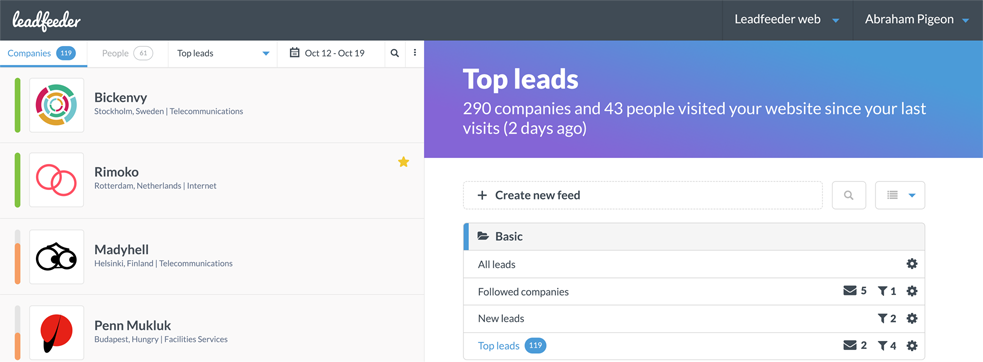 leadfeeder
Leadfeeder web
Abraham Pigeon
Companies 119
People 61
Top leads
Oct 12 - Oct 19
Bickenvy
Stockholm, Sweden | Telecommunications
Rimoko
Rotterdam, Netherlands | Internet
Madyhell
Helsinki, Finland | Telecommunications
Penn Mukluk
Budapest, Hungry | Facilities Services
Top leads
290 companies and 43 people visited your website since your last
visits (2 days ago)
+ Create new feed
Basic
All leads
Followed companies 5 1
New leads 2
Top leads 119 2 4